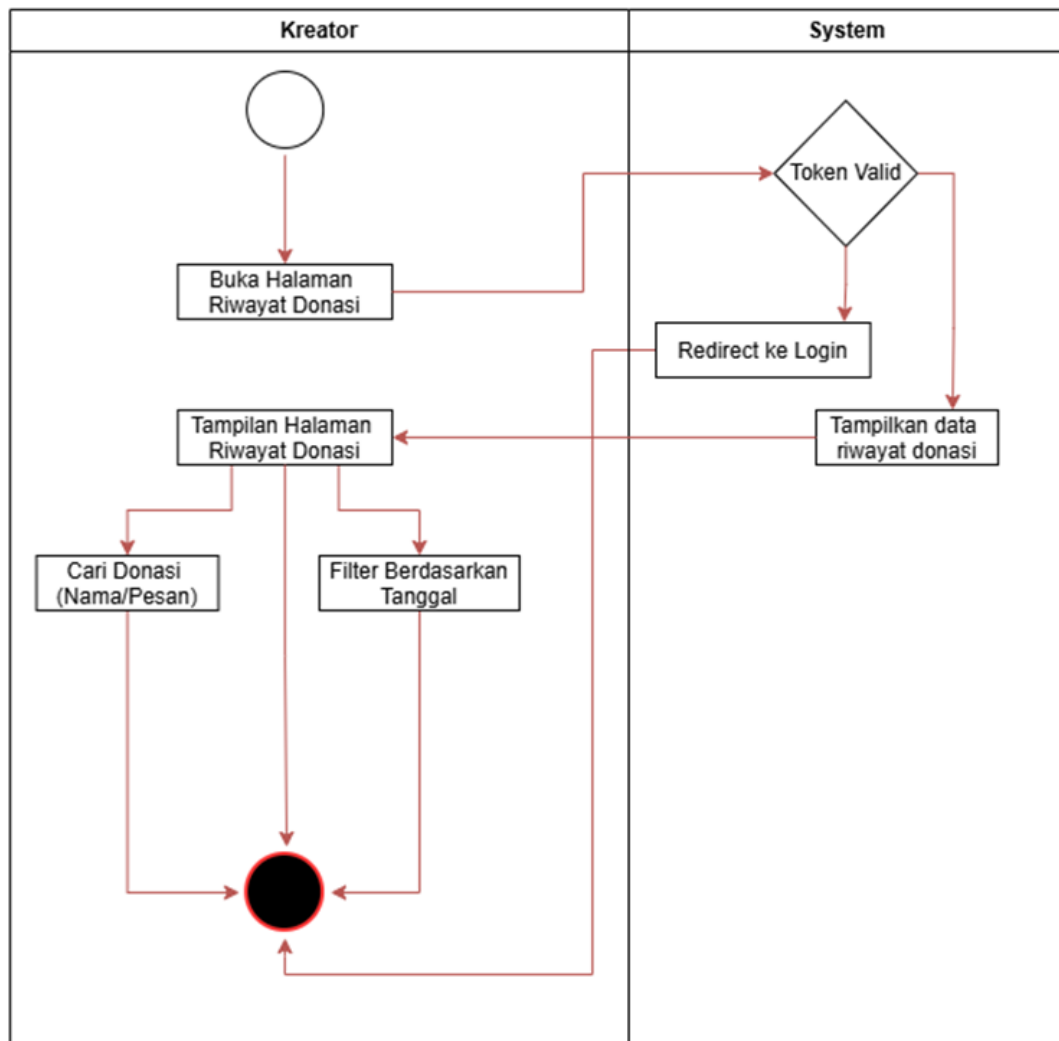 Kreator
System
Token Valid
Buka Halaman
Riwayat Donasi
Redirect ke Login
Tampilan Halaman
Riwayat Donasi
Tampilkan data
riwayat donasi
Cari Donasi
(Nama/Pesan)
Filter Berdasarkan
Tanggal